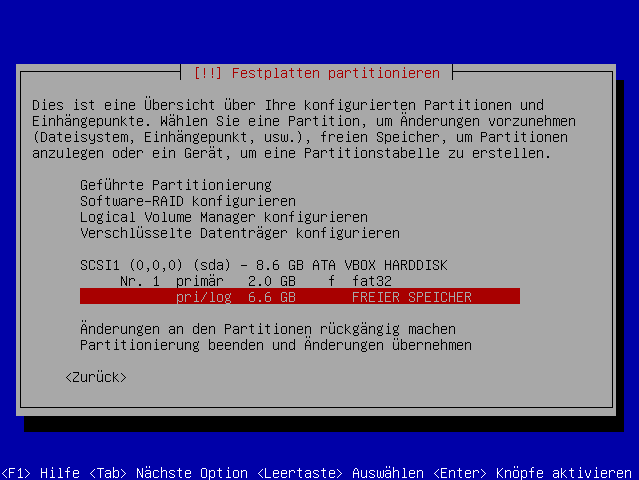 [!!] Festplatten partitionieren
Dies ist eine Übersicht über Ihre konfigurierten Partitionen und
Einhängepunkte. Wählen Sie eine Partition, um Änderungen vorzunehmen
(Dateisystem, Einhängepunkt, usw.), freien Speicher, um Partitionen
anzulegen oder ein Gerät, um eine Partitionstabelle zu erstellen.
Geführte Partitionierung
Software-RAID konfigurieren
Logical Volume Manager konfigurieren
Verschlüsselte Datenträger konfigurieren
SCSI1 (0,0,0) (sda) - 8.6 GB ATA VBOX HARDDISK
Nr. 1 primär 2.0 GB f fat32
pri/log 6.6 GB FREIER SPEICHER
Änderungen an den Partitionen rückgängig machen
Partitionierung beenden und Änderungen übernehmen
<Zurück>
<F1> Hilfe <Tab> Nächste Option <Leertaste> Auswählen <Enter> Knöpfe aktivieren